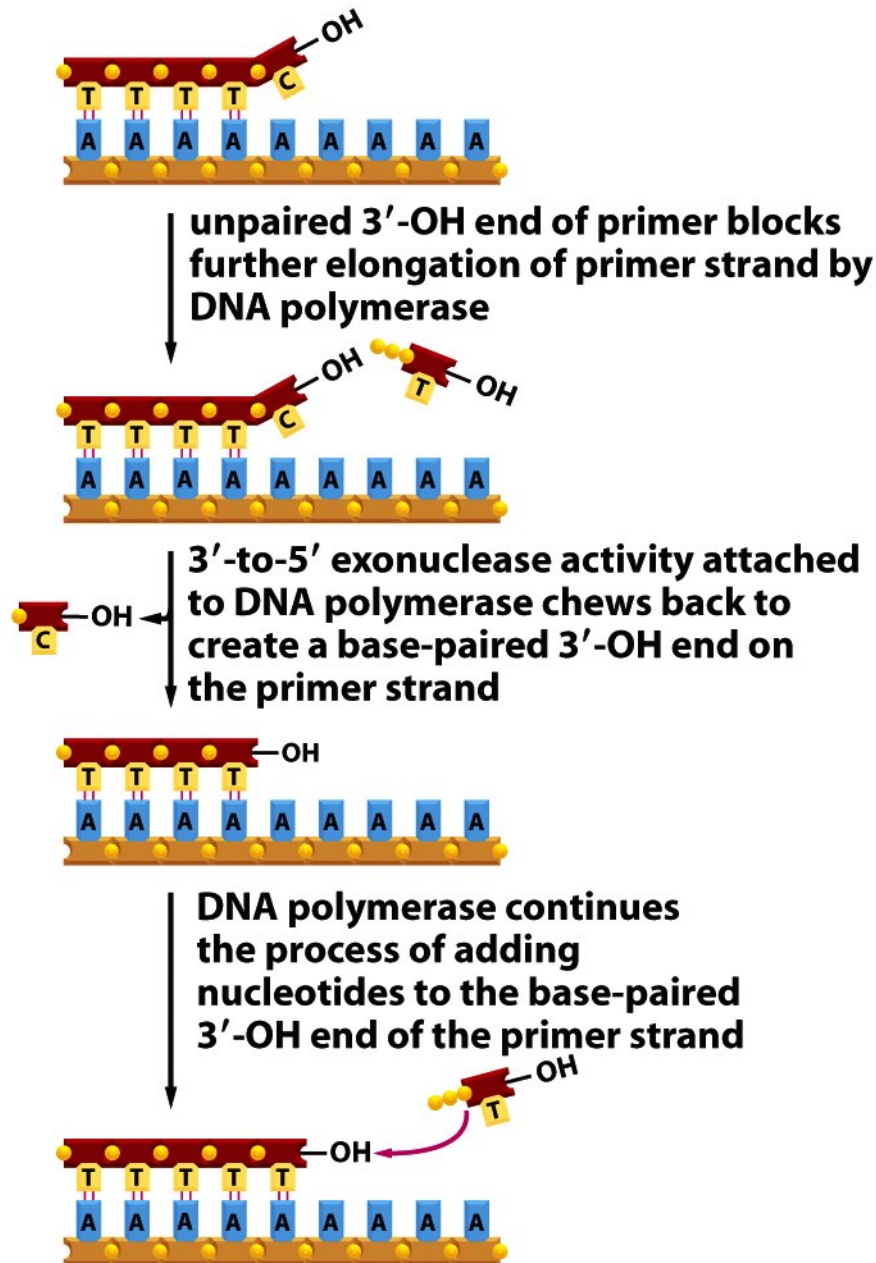 OH
T T T T C
A A A A A A A A A
unpaired 3′-OH end of primer blocks
further elongation of primer strand by
DNA polymerase
OH
T OH
T T T T C
A A A A A A A A A
3′-to-5′ exonuclease activity attached
to DNA polymerase chews back to
create a base-paired 3′-OH end on
the primer strand
OH
C
OH
T T T T
A A A A A A A A A
DNA polymerase continues
the process of adding
nucleotides to the base-paired
3′-OH end of the primer strand
OH
T
OH
T T T T T
A A A A A A A A A